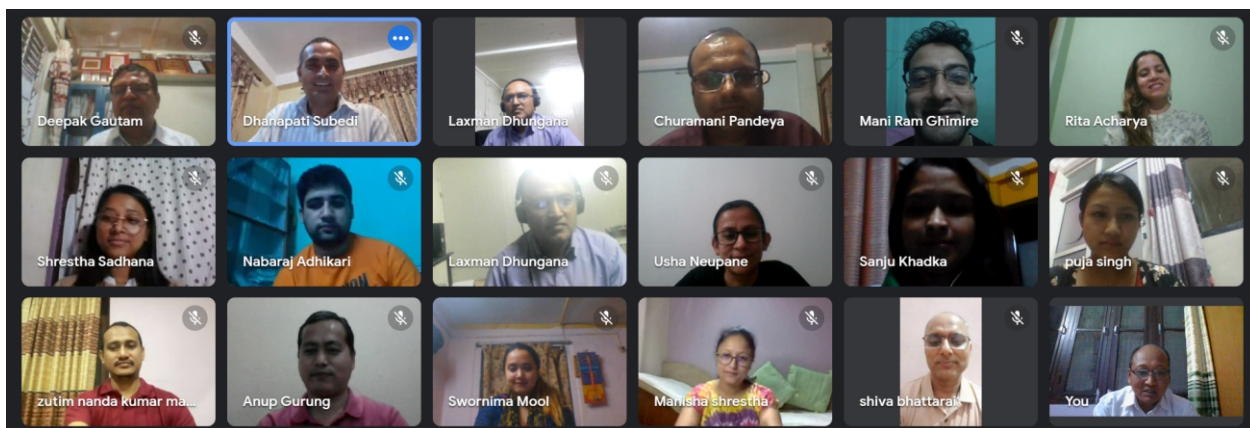 Deepak Gautam
Dhanapati Subedi
Laxman Dhungana
Churamani Pandeya
Mani Ram Ghimire
Rita Acharya
Shrestha Sadhana
Nabaraj Adhikari
Laxman Dhungana
Usha Neupane
Sanju Khadka
puja singh
zutim nanda kumar ma...
Anup Gurung
Swornima Mool
Manisha shrestha
shiva bhattarai
You